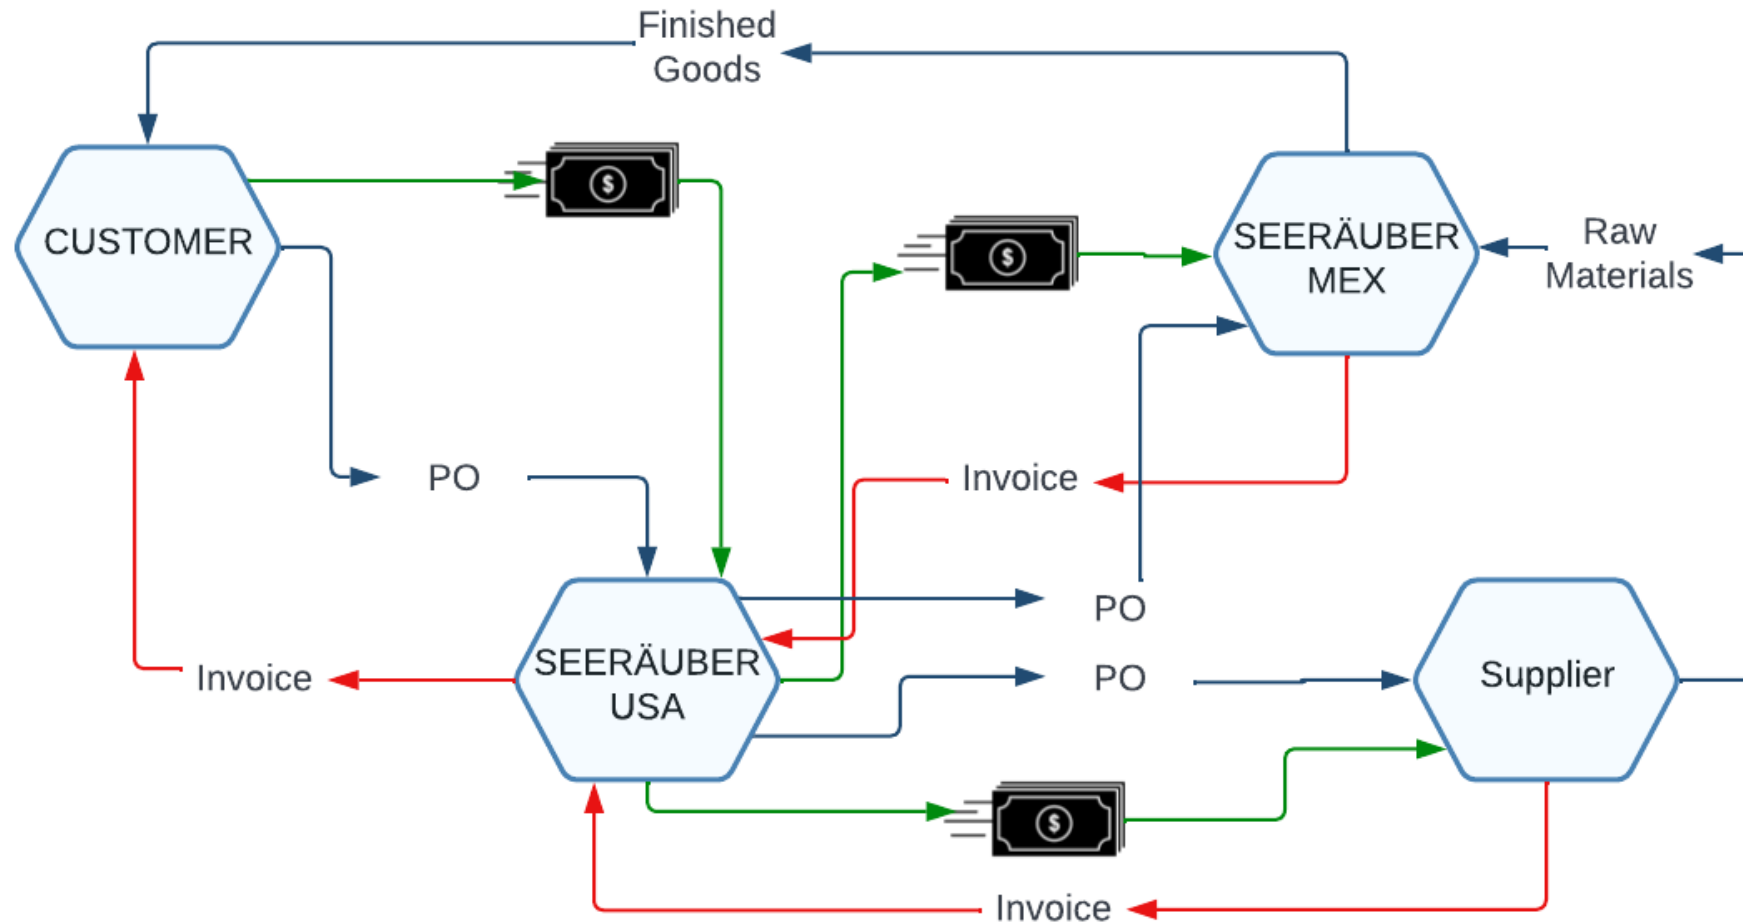 Finished
Goods
$
CUSTOMER
$
SEERÄUBER
MEX
Raw
Materials
PO
Invoice
PO
SEERÄUBER
USA
Invoice
PO
Supplier
$
Invoice